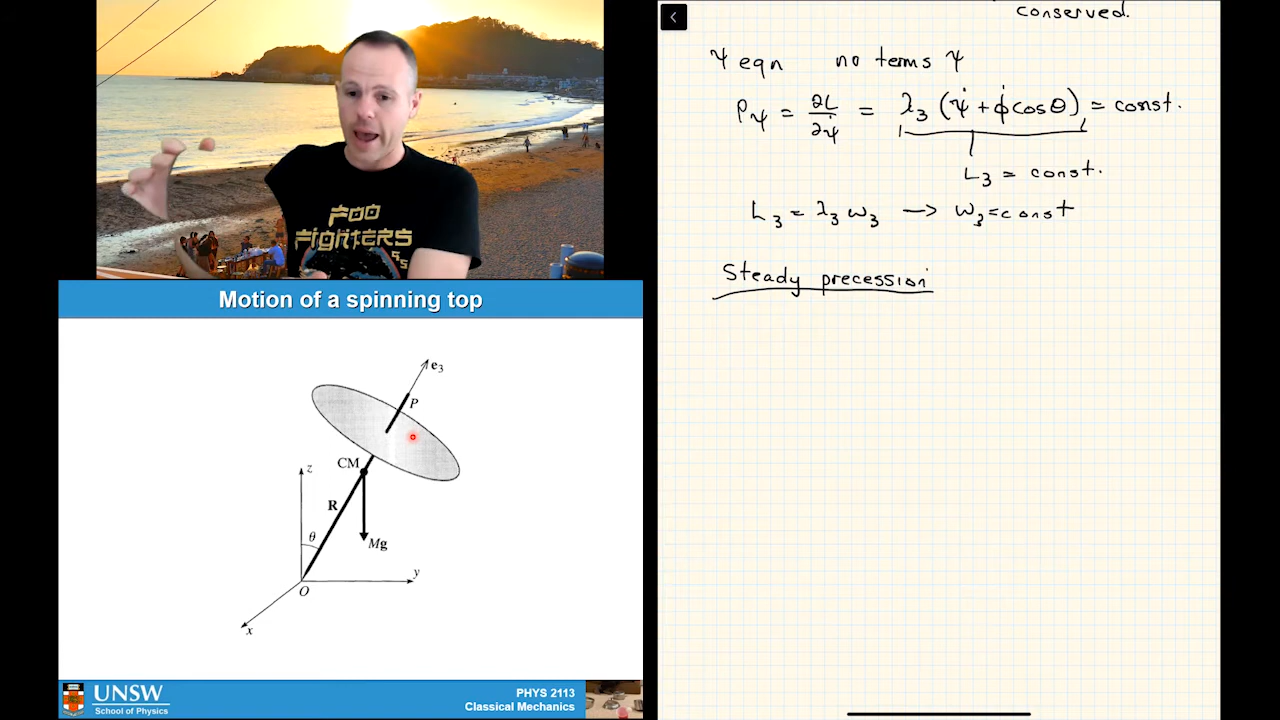 FOO
FIGHTERS
Motion of a spinning top
e₃
P
CM
z
R
θ
Mg
y
O
x
UNSW
School of Physics
PHYS 2113
Classical Mechanics
conserved.
ψ eqn no terms ψ
Pψ = ∂L/∂ψ̇ = λ₃ (ψ̇ + ϕ̇ cosθ) = const.
L₃ = const.
L₃ = λ₃ ω₃ → ω₃ = const
Steady precession